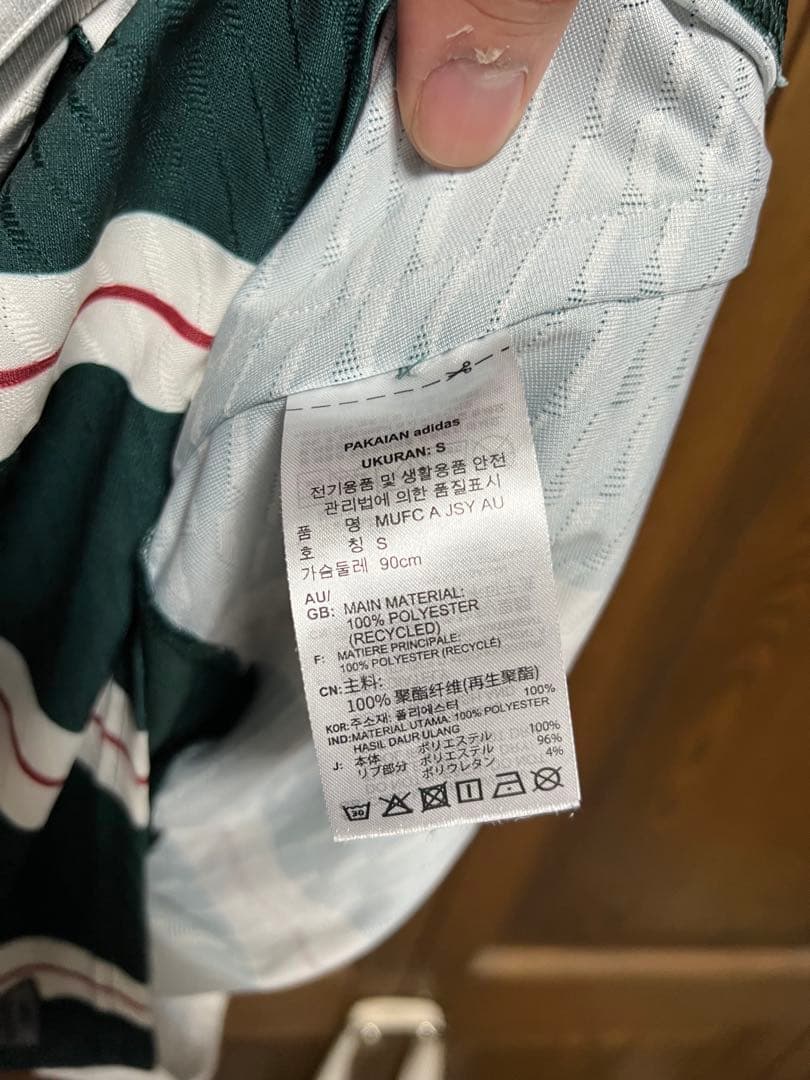 PAKAIAN adidas
UKURAN: S
전기용품 및 생활용품 안전
관리법에 의한 품질표시
품 명 MUFC A JSY AU
호 칭 S
가슴둘레 90cm
AU/
GB: MAIN MATERIAL:
100% POLYESTER
(RECYCLED)
F: MATIERE PRINCIPALE:
100% POLYESTER (RECYCLÉ)
CN: 主料:
100% 聚酯纤维(再生聚酯)
KOR: 주소재: 폴리에스터 100%
IND: MATERIAL UTAMA: 100% POLYESTER
HASIL DAUR ULANG
J: 本体 ポリエステル 100%
リブ部分 ポリエステル 96%
ポリウレタン 4%
30